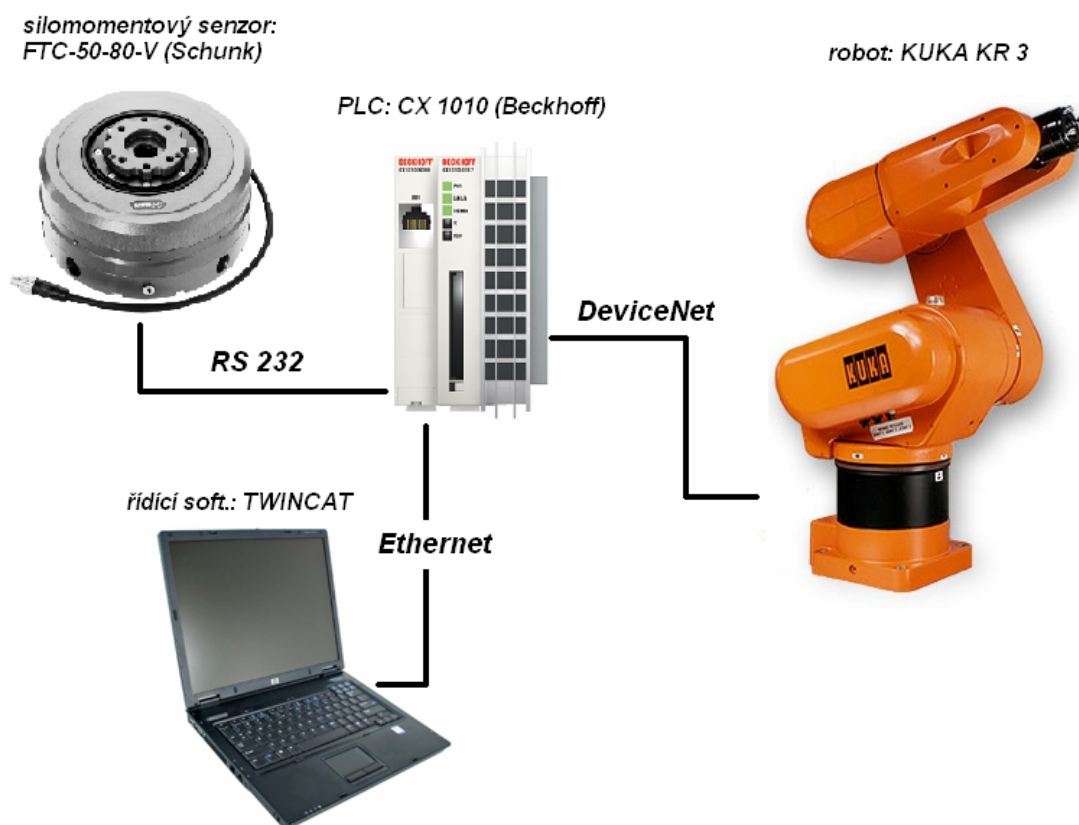 silomomentový senzor:
FTC-50-80-V (Schunk)
robot: KUKA KR 3
PLC: CX 1010 (Beckhoff)
BECKHOFF
BECKHOFF
DeviceNet
RS 232
KUKA
řídící soft.: TWINCAT
B
Ethernet